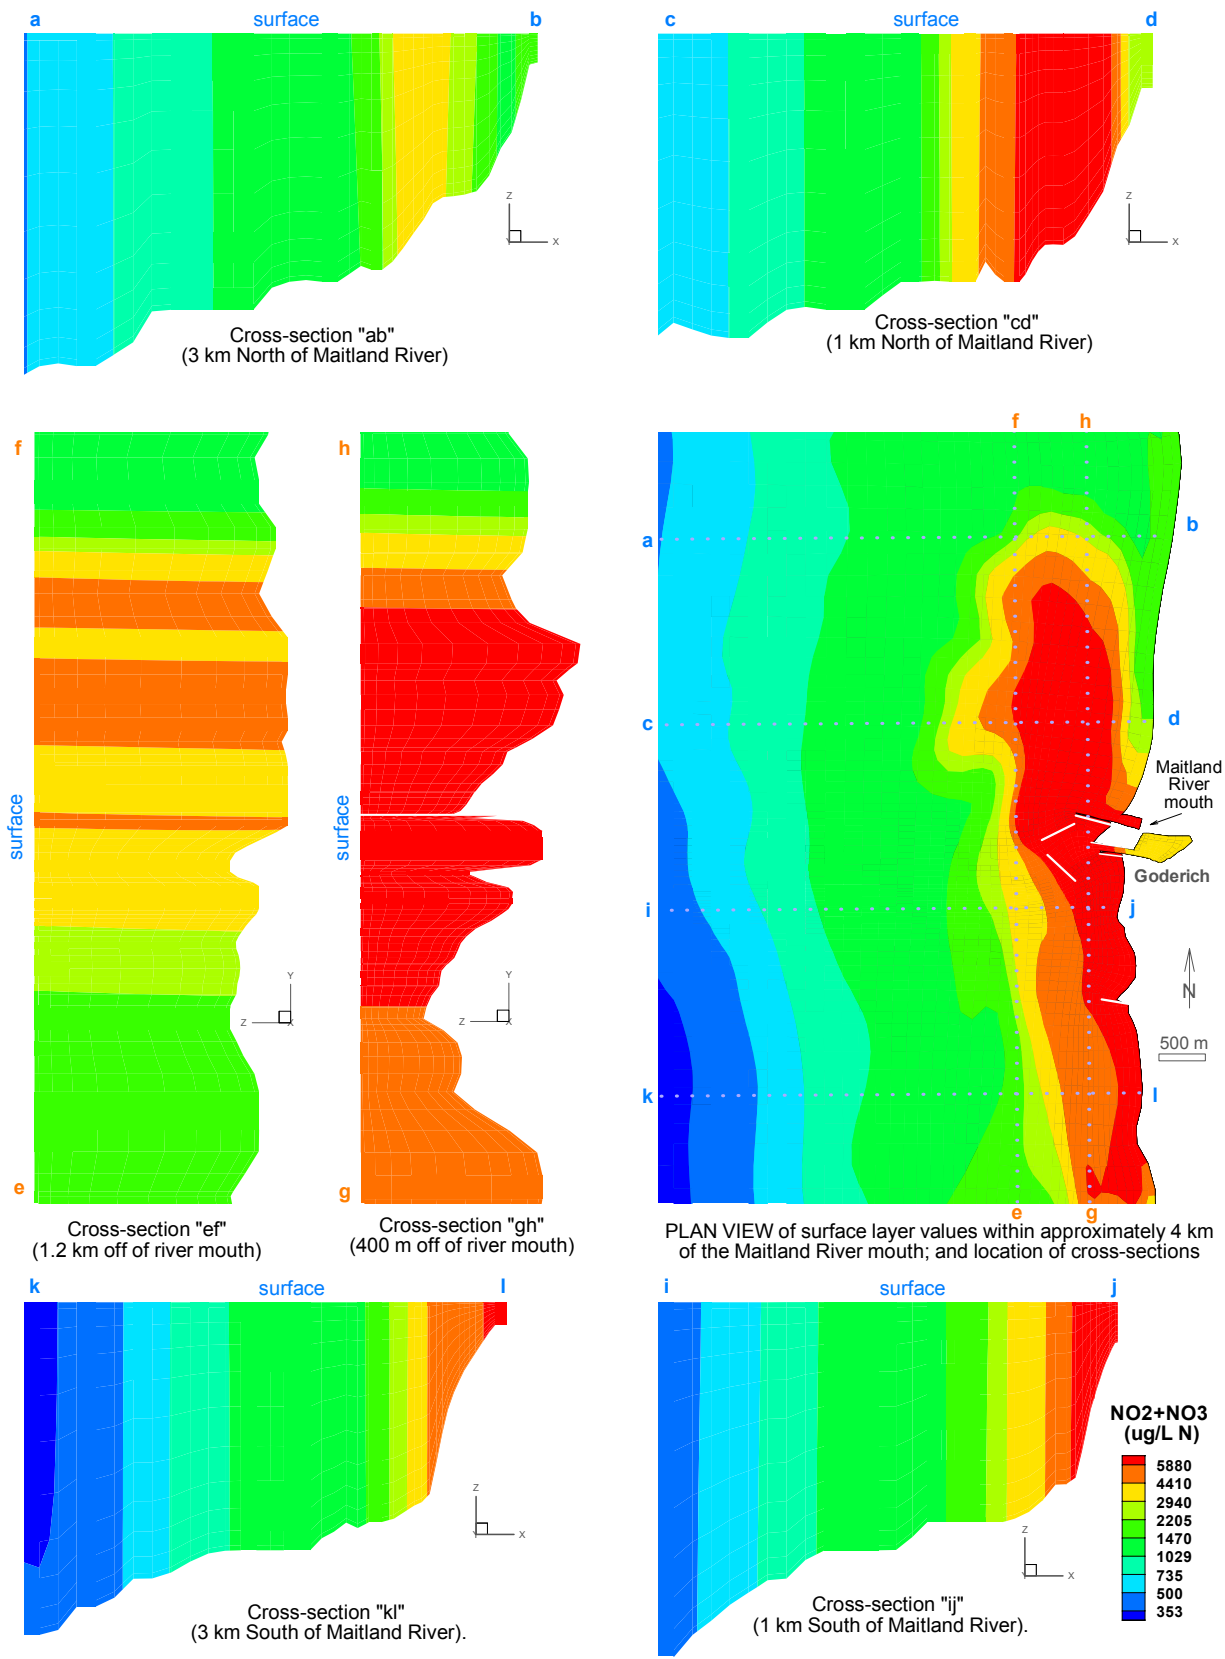 a surface b
c surface d
Z
X
Y
Z
X
Y
Cross-section "ab"
(3 km North of Maitland River)
Cross-section "cd"
(1 km North of Maitland River)
f
h
f h
a
b
c
d
surface
surface
Maitland
River
mouth
Goderich
i
j
N
500 m
k
l
Y
Z
X
Y
Z
X
e
g
e g
Cross-section "ef"
(1.2 km off of river mouth)
Cross-section "gh"
(400 m off of river mouth)
PLAN VIEW of surface layer values within approximately 4 km
of the Maitland River mouth; and location of cross-sections
k surface l
i surface j
NO2+NO3
(ug/L N)
5880
4410
2940
2205
1470
1029
735
500
353
Z
X
Y
Z
X
Y
Cross-section "kl"
(3 km South of Maitland River).
Cross-section "ij"
(1 km South of Maitland River).